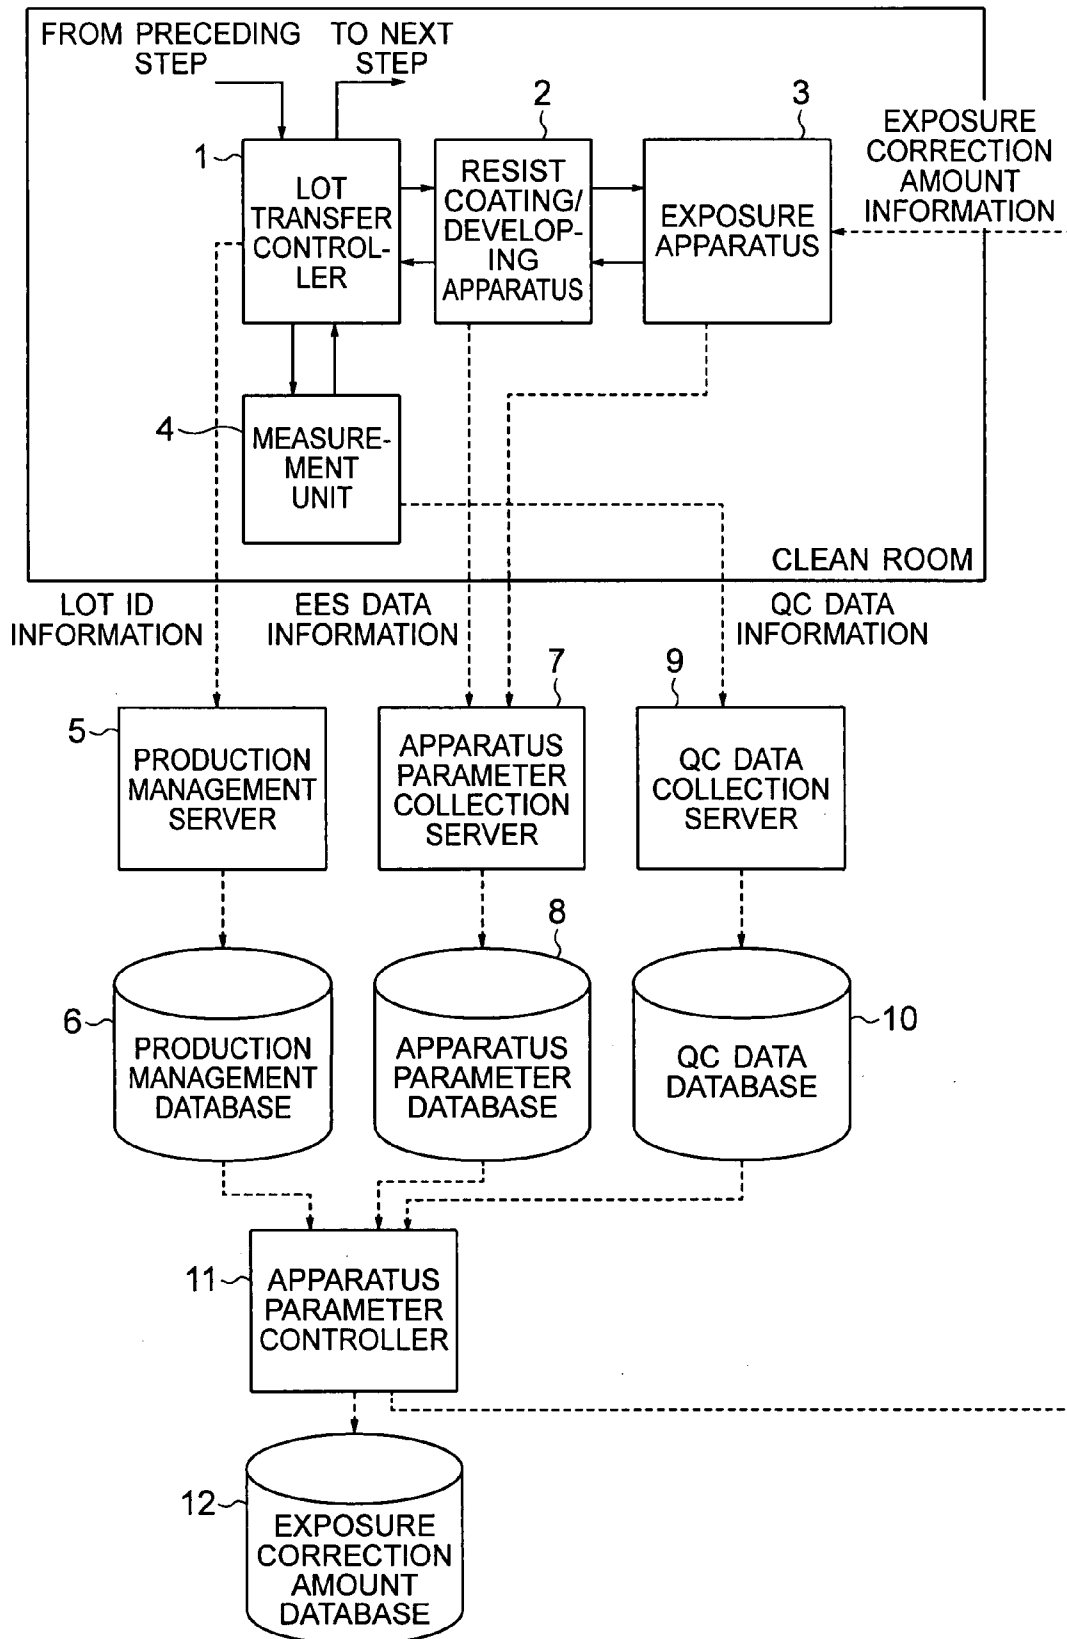 FROM PRECEDING
STEP
TO NEXT
STEP
1
LOT
TRANSFER
CONTROL-
LER
2
RESIST
COATING/
DEVELOP-
ING
APPARATUS
3
EXPOSURE
APPARATUS
EXPOSURE
CORRECTION
AMOUNT
INFORMATION
4
MEASURE-
MENT
UNIT
CLEAN ROOM
LOT ID
INFORMATION
EES DATA
INFORMATION
QC DATA
INFORMATION
5
PRODUCTION
MANAGEMENT
SERVER
7
APPARATUS
PARAMETER
COLLECTION
SERVER
9
QC DATA
COLLECTION
SERVER
6
PRODUCTION
MANAGEMENT
DATABASE
8
APPARATUS
PARAMETER
DATABASE
10
QC DATA
DATABASE
11
APPARATUS
PARAMETER
CONTROLLER
12
EXPOSURE
CORRECTION
AMOUNT
DATABASE